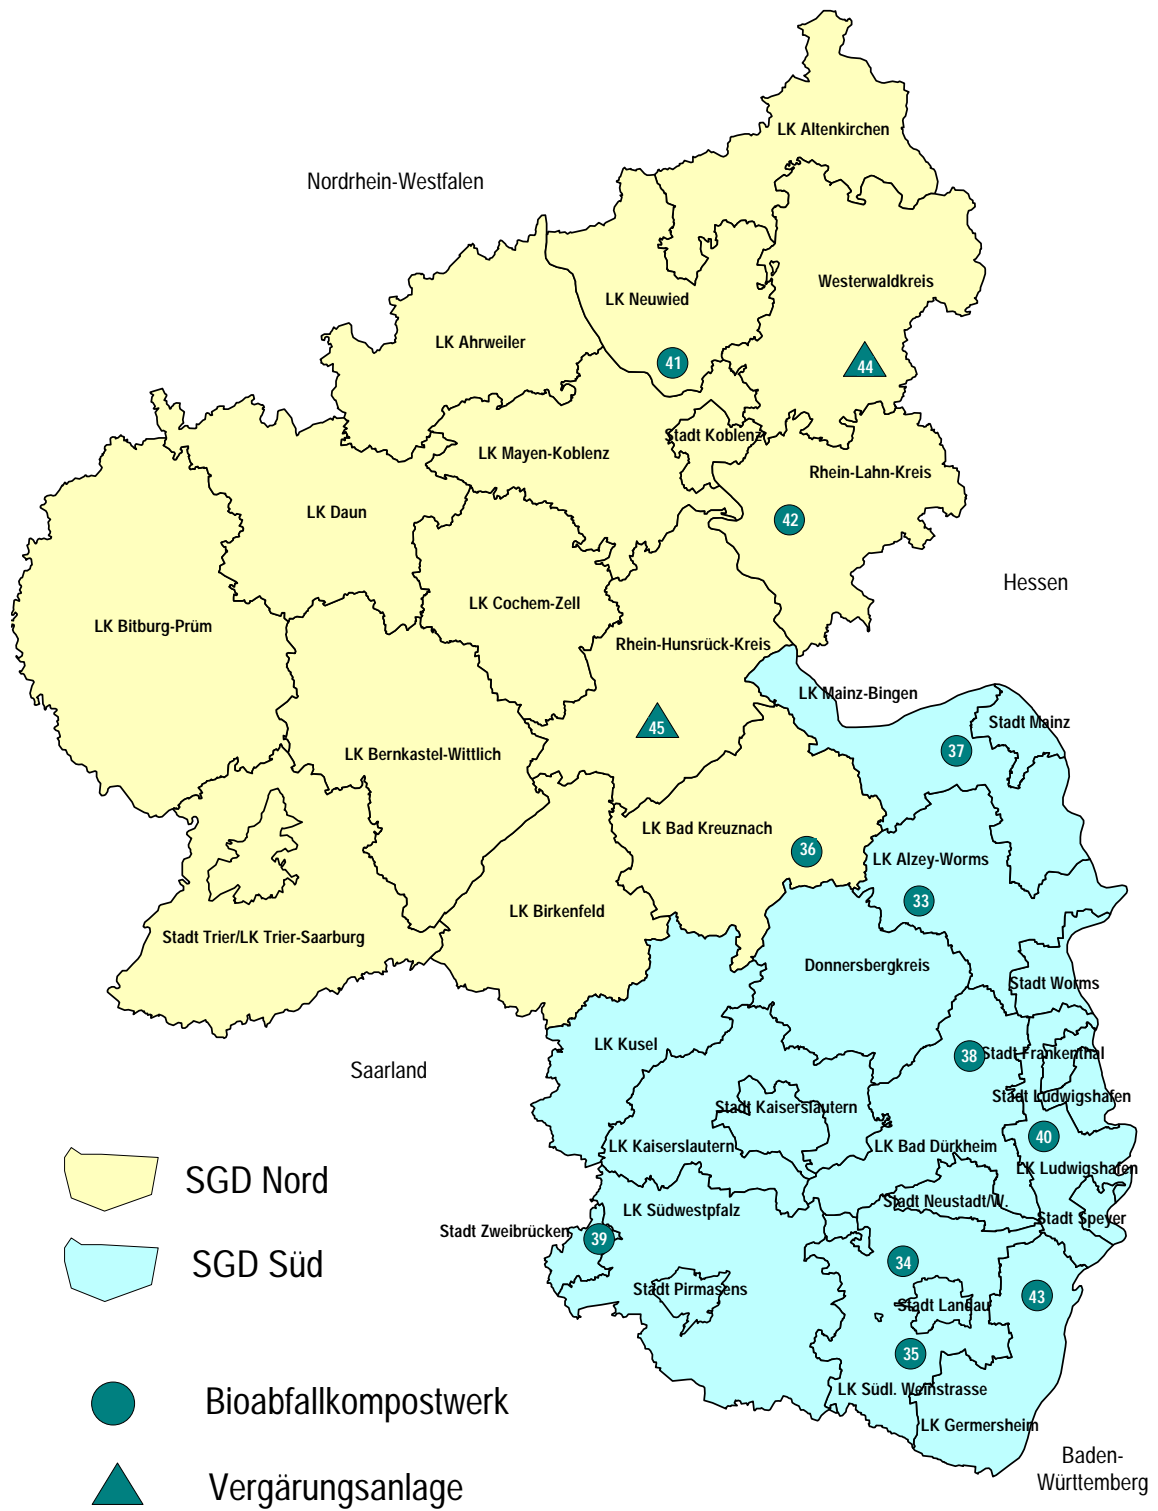 LK Altenkirchen
Nordrhein-Westfalen
Westerwaldkreis
LK Neuwied
LK Ahrweiler
41
44
Stadt Koblenz
LK Mayen-Koblenz
Rhein-Lahn-Kreis
LK Daun
42
Hessen
LK Cochem-Zell
LK Bitburg-Prüm
Rhein-Hunsrück-Kreis
LK Mainz-Bingen
Stadt Mainz
45
37
LK Bernkastel-Wittlich
LK Bad Kreuznach
36
LK Alzey-Worms
33
LK Birkenfeld
Stadt Trier/LK Trier-Saarburg
Donnersbergkreis
Stadt Worms
LK Kusel
38
Stadt Frankenthal
Saarland
Stadt Ludwigshafen
Stadt Kaiserslautern
40
LK Kaiserslautern
LK Bad Dürkheim
LK Ludwigshafen
SGD Nord
Stadt Neustadt/W.
LK Südwestpfalz
Stadt Speyer
Stadt Zweibrücken
39
SGD Süd
34
Stadt Pirmasens
43
Stadt Landau
35
LK Südl. Weinstrasse
Bioabfallkompostwerk
LK Germersheim
Baden-
Württemberg
Vergärungsanlage